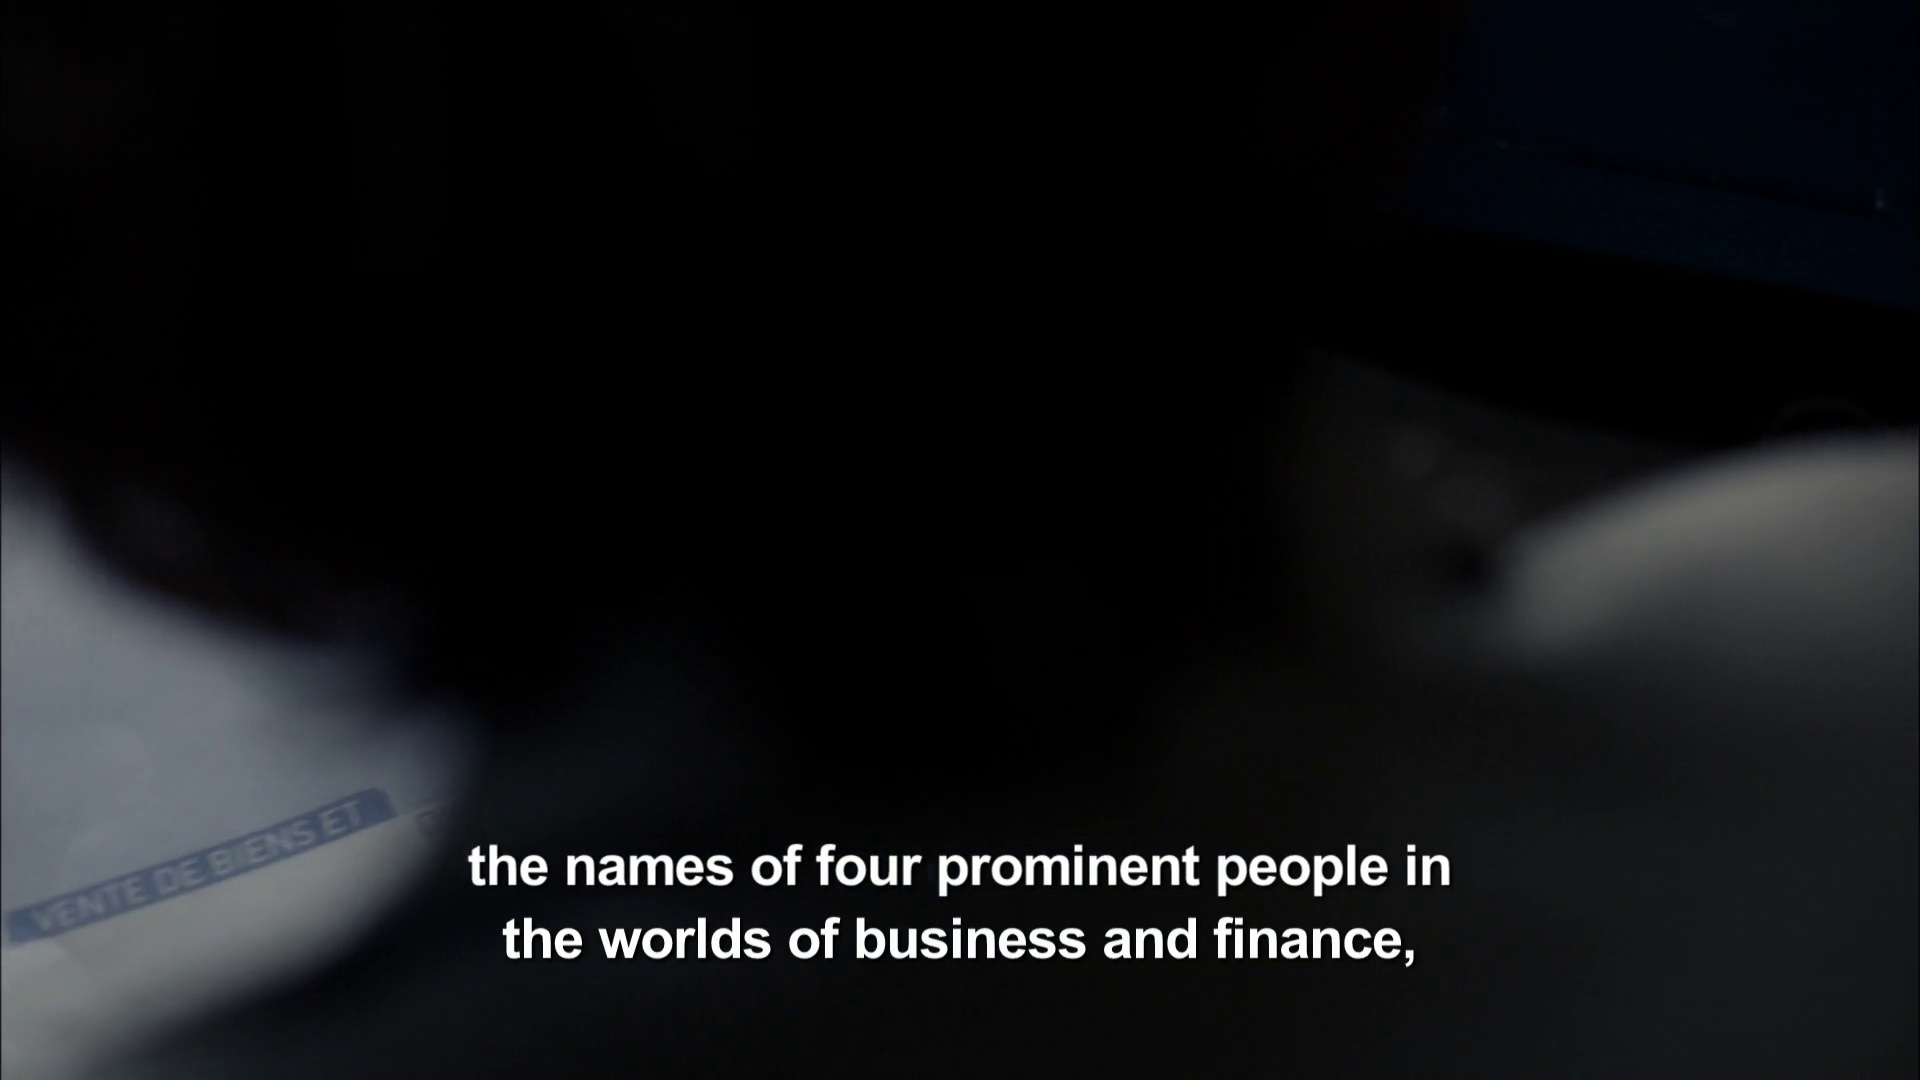 VENTE DE BIENS ET
the names of four prominent people in
the worlds of business and finance,